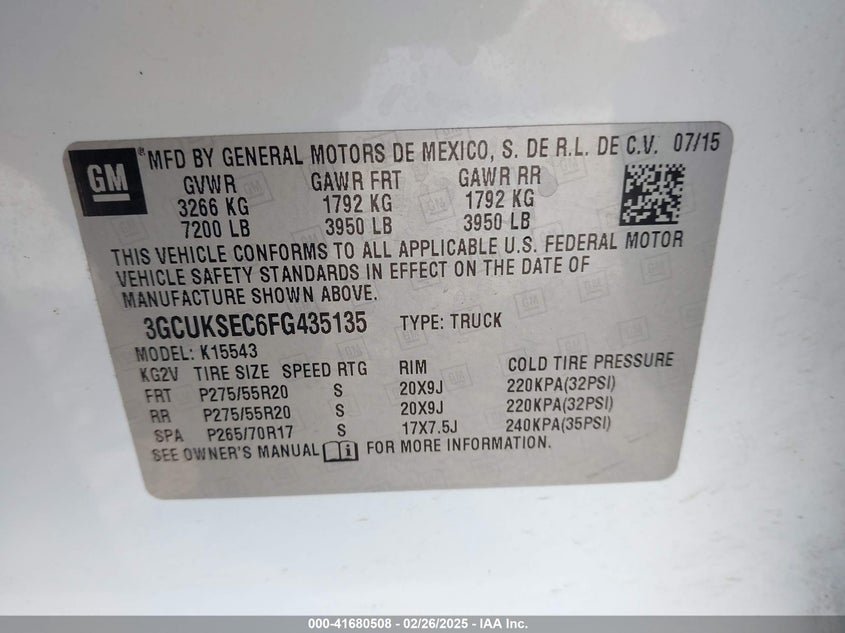 GM ® MFD BY GENERAL MOTORS DE MEXICO, S. DE R.L. DE C.V. 07/15
GVWR GAWR FRT GAWR RR
3266 KG 1792 KG 1792 KG
7200 LB 3950 LB 3950 LB
THIS VEHICLE CONFORMS TO ALL APPLICABLE U.S. FEDERAL MOTOR
VEHICLE SAFETY STANDARDS IN EFFECT ON THE DATE OF
MANUFACTURE SHOWN ABOVE.
3GCUKSEC6FG435135 TYPE: TRUCK
MODEL: K15543
KG2V TIRE SIZE SPEED RTG RIM COLD TIRE PRESSURE
FRT P275/55R20 S 20X9J 220KPA(32PSI)
RR P275/55R20 S 20X9J 220KPA(32PSI)
SPA P265/70R17 S 17X7.5J 240KPA(35PSI)
SEE OWNER'S MANUAL i FOR MORE INFORMATION.
000-41680508 - 02/26/2025 - IAA Inc.